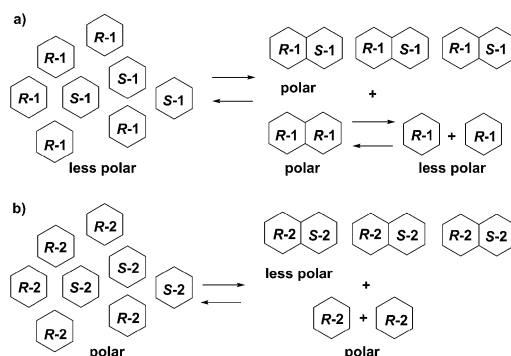 a)
R-1
R-1
S-1
R-1 S-1 S-1
R-1
R-1
less polar
R-1 S-1 R-1 S-1 R-1 S-1
polar
+
R-1 R-1 R-1 + R-1
polar less polar
b)
R-2
R-2
S-2
R-2 S-2 S-2
R-2
R-2
polar
R-2 S-2 R-2 S-2 R-2 S-2
less polar
+
R-2 + R-2
polar